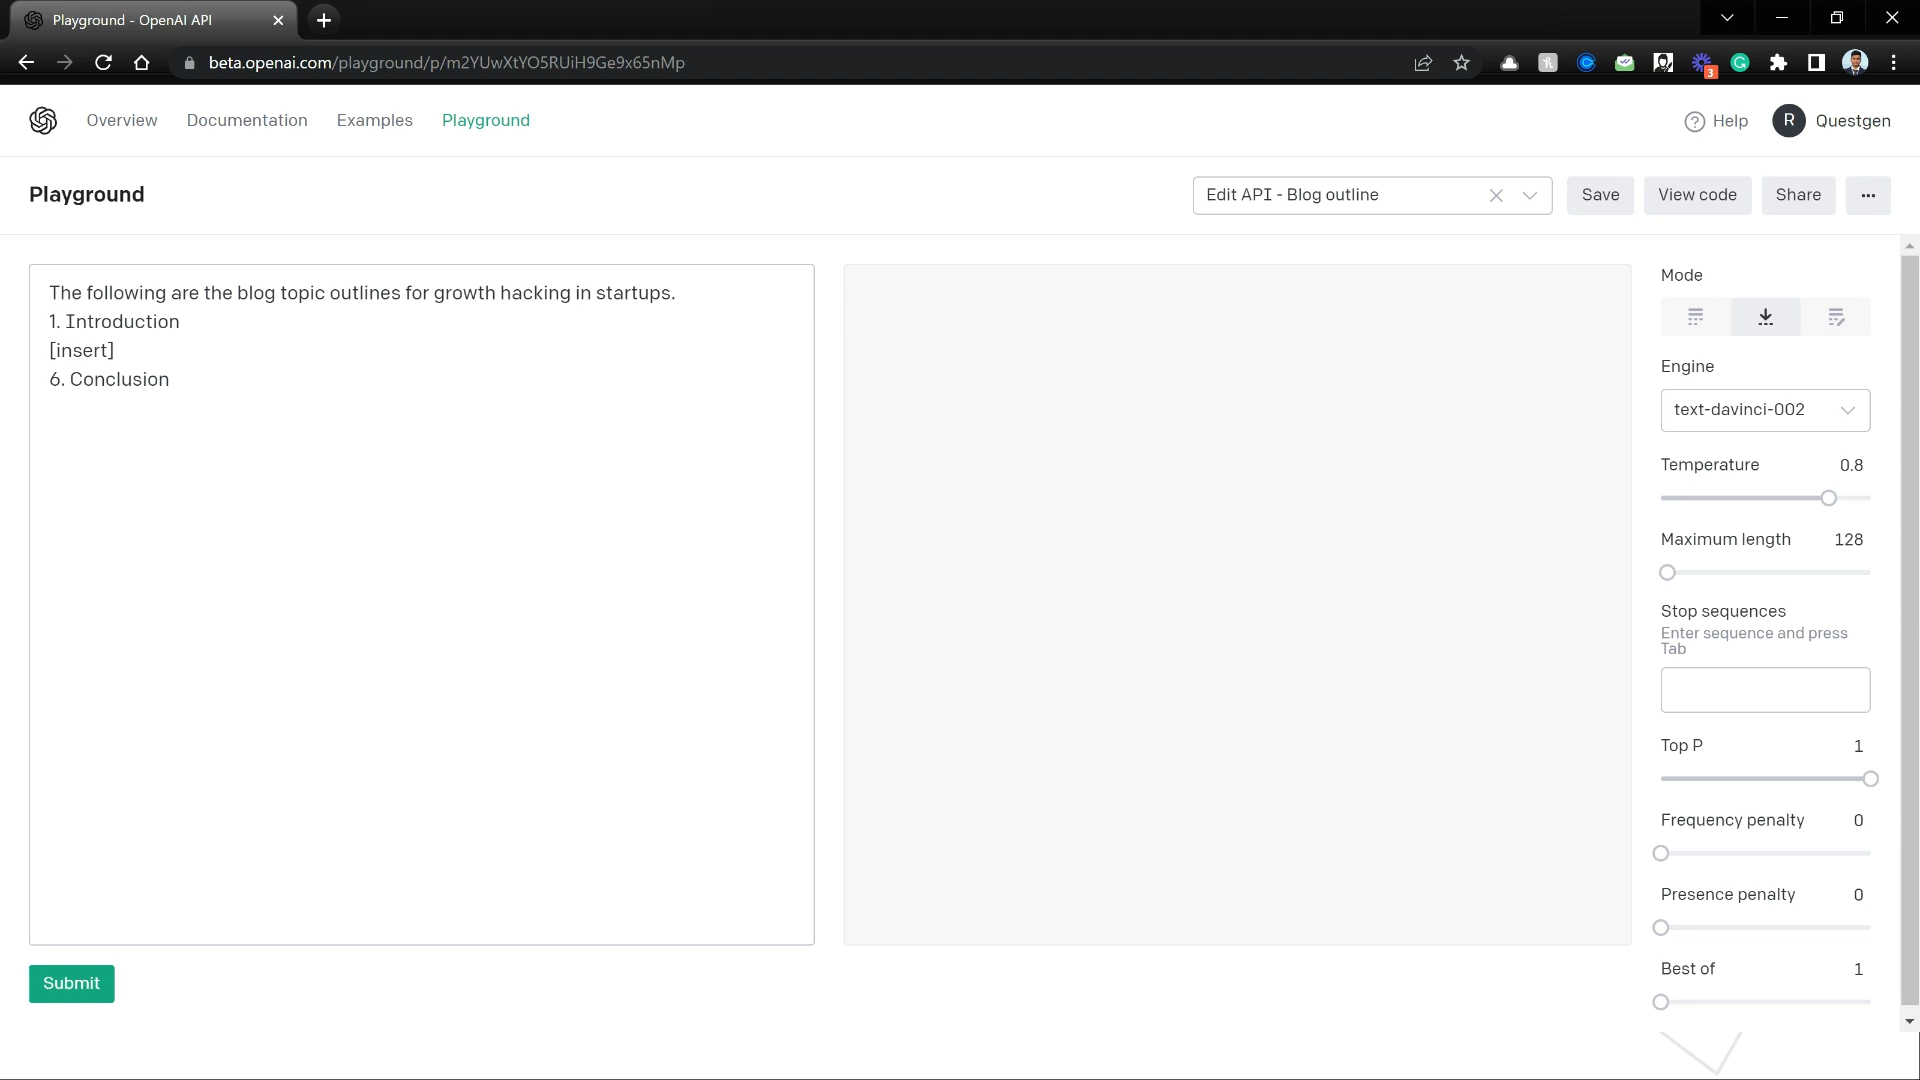 Playground - OpenAI API
beta.openai.com/playground/p/m2YUwXtYO5RUiH9Ge9x65nMp
3
Overview
Documentation
Examples
Playground
Help
R
Questgen
Playground
Edit API - Blog outline
Save
View code
Share
The following are the blog topic outlines for growth hacking in startups.
1. Introduction
[insert]
6. Conclusion
Submit
Mode
Engine
text-davinci-002
Temperature 0.8
Maximum length 128
Stop sequences
Enter sequence and press
Tab
Top P 1
Frequency penalty 0
Presence penalty 0
Best of 1